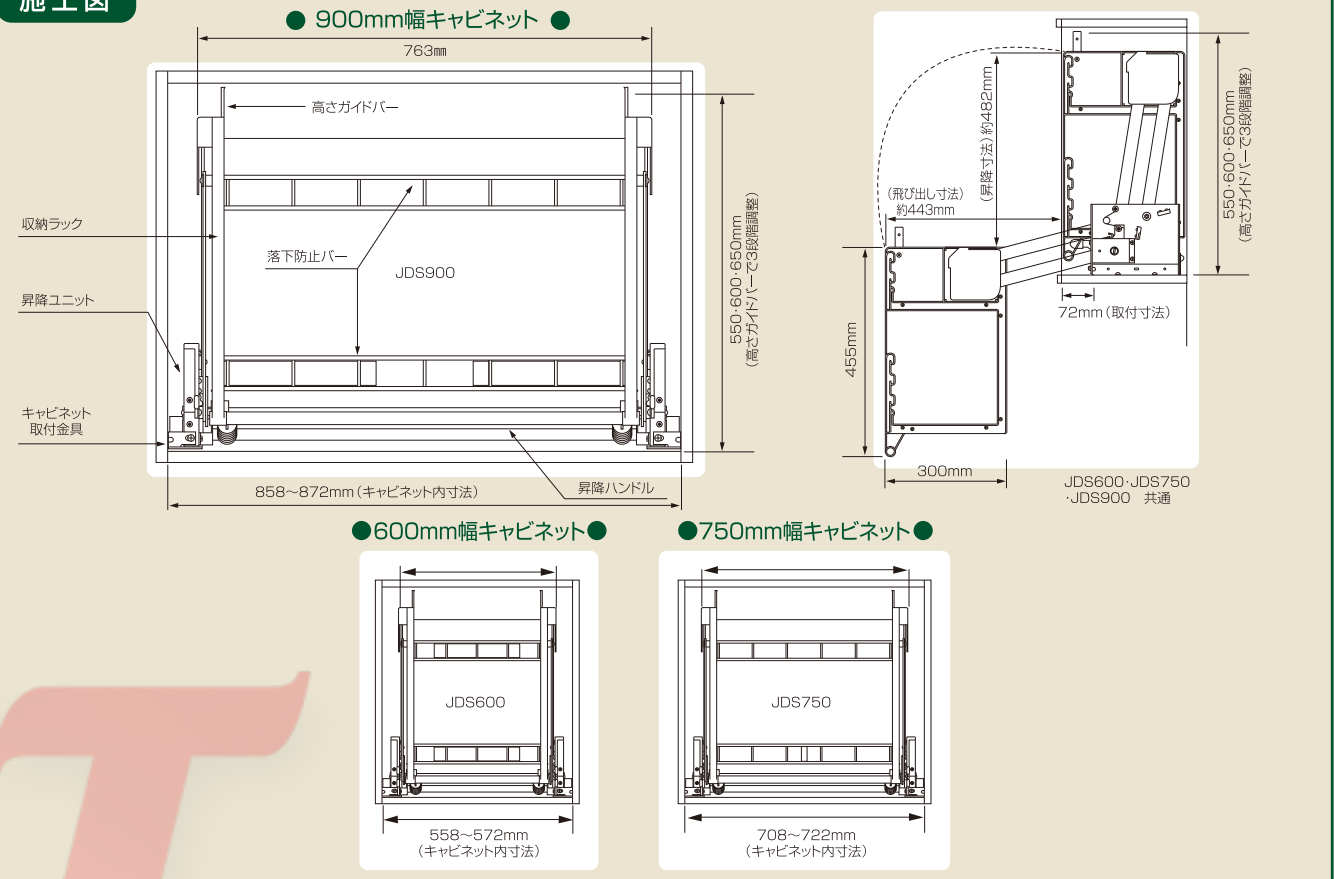 施工図
● 900mm幅キャビネット ●
763㎜
高さガイドバー
収納ラック
落下防止バー
JDS900
昇降ユニット
キャビネット
取付金具
550・600・650mm
(高さガイドバーで3段階調整)
858〜872mm(キャビネット内寸法)
昇降ハンドル
(昇降寸法)約482mm
(飛び出し寸法)
約443mm
550・600・650mm
(高さガイドバーで3段階調整)
72mm(取付寸法)
455mm
300mm
JDS600・JDS750
・JDS900 共通
●600mm幅キャビネット●
JDS600
558〜572mm
(キャビネット内寸法)
●750mm幅キャビネット●
JDS750
708〜722mm
(キャビネット内寸法)
T